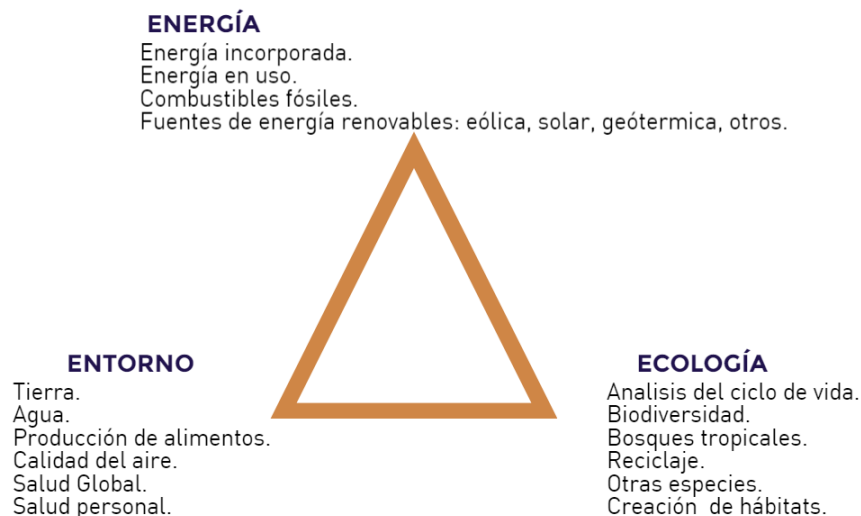 ENERGÍA
Energía incorporada.
Energía en uso.
Combustibles fósiles.
Fuentes de energía renovables: eólica, solar, geótermica, otros.
ENTORNO
Tierra.
Agua.
Producción de alimentos.
Calidad del aire.
Salud Global.
Salud personal.
ECOLOGÍA
Analisis del ciclo de vida.
Biodiversidad.
Bosques tropicales.
Reciclaje.
Otras especies.
Creación de hábitats.